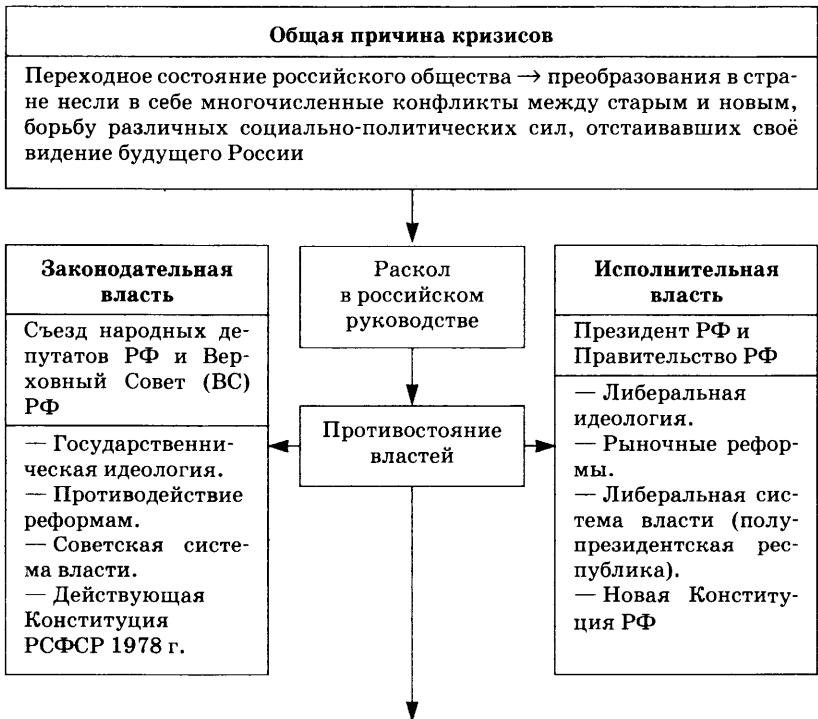 Общая причина кризисов
Переходное состояние российского общества → преобразования в стра-
не несли в себе многочисленные конфликты между старым и новым,
борьбу различных социально-политических сил, отстаивавших своё
видение будущего России
Законодательная
власть
Съезд народных де-
путатов РФ и Вер-
ховный Совет (ВС)
РФ
— Государственни-
ческая идеология.
— Противодействие
реформам.
— Советская систе-
ма власти.
— Действующая
Конституция
РСФСР 1978 г.
Раскол
в российском
руководстве
Противостояние
властей
Исполнительная
власть
Президент РФ и
Правительство РФ
— Либеральная
идеология.
— Рыночные рефор-
мы.
— Либеральная сис-
тема власти (полу-
президентская рес-
публика).
— Новая Конститу-
ция РФ